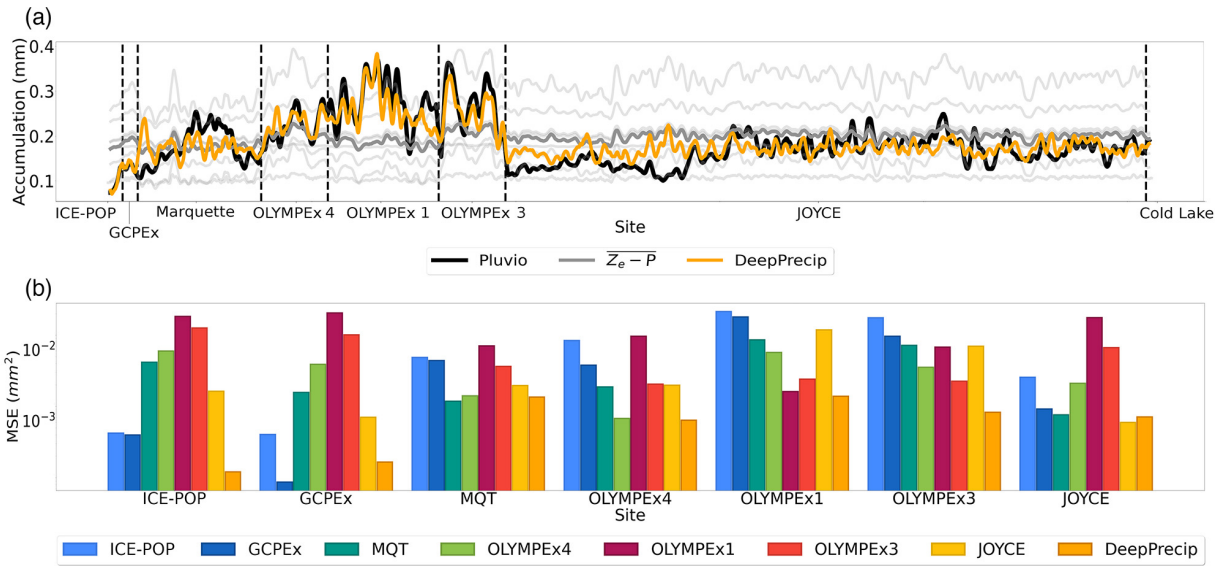 (a)
Accumulation (mm)
0.4
0.3
0.2
0.1
ICE-POP
GCPEx
Marquette
OLYMPEx 4
OLYMPEx 1
OLYMPEx 3
JOYCE
Cold Lake
Site
Pluvio
Z_e − P
DeepPrecip
(b)
MSE (mm²)
10⁻²
10⁻³
ICE-POP GCPEx MQT OLYMPEx4 OLYMPEx1 OLYMPEx3 JOYCE
Site
ICE-POP GCPEx MQT OLYMPEx4 OLYMPEx1 OLYMPEx3 JOYCE DeepPrecip